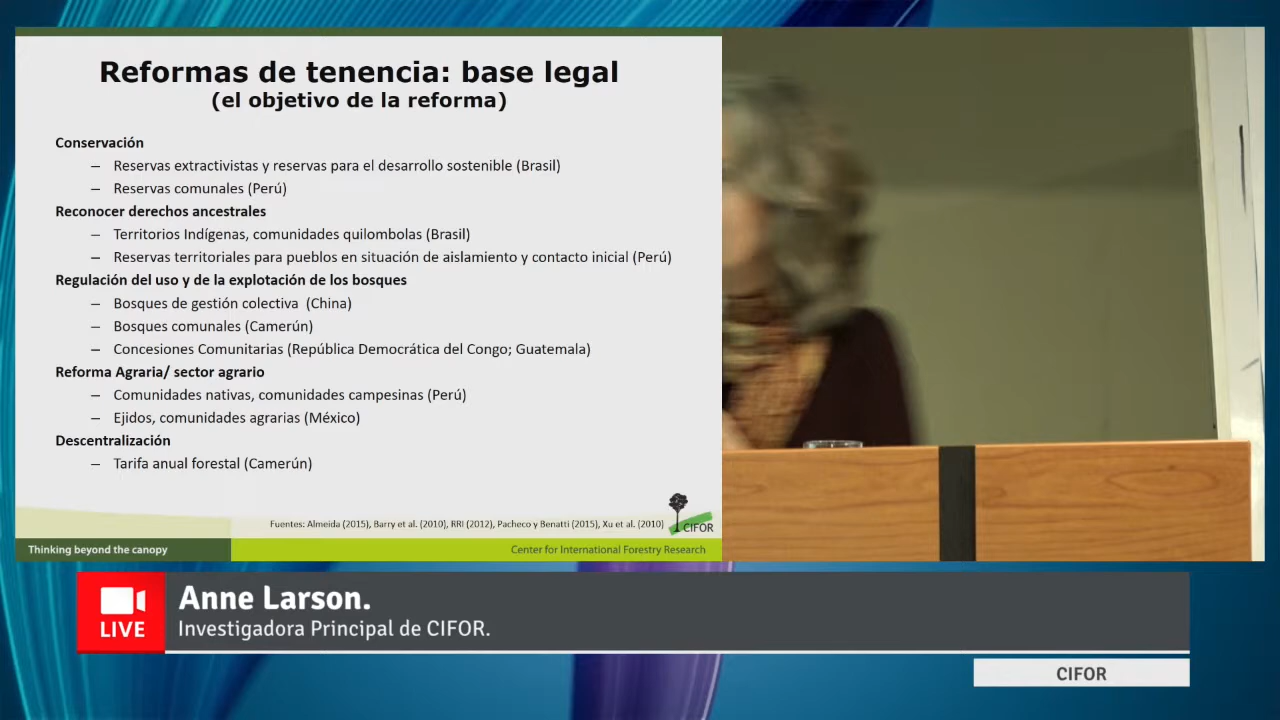 Reformas de tenencia: base legal
(el objetivo de la reforma)
Conservación
– Reservas extractivistas y reservas para el desarrollo sostenible (Brasil)
– Reservas comunales (Perú)
Reconocer derechos ancestrales
– Territorios Indígenas, comunidades quilombolas (Brasil)
– Reservas territoriales para pueblos en situación de aislamiento y contacto inicial (Perú)
Regulación del uso y de la explotación de los bosques
– Bosques de gestión colectiva (China)
– Bosques comunales (Camerún)
– Concesiones Comunitarias (República Democrática del Congo; Guatemala)
Reforma Agraria/ sector agrario
– Comunidades nativas, comunidades campesinas (Perú)
– Ejidos, comunidades agrarias (México)
Descentralización
– Tarifa anual forestal (Camerún)
Fuentes: Almeida (2015), Barry et al. (2010), RRI (2012), Pacheco y Benatti (2015), Xu et al. (2010)
CIFOR
Thinking beyond the canopy
Center for International Forestry Research
LIVE
Anne Larson.
Investigadora Principal de CIFOR.
CIFOR